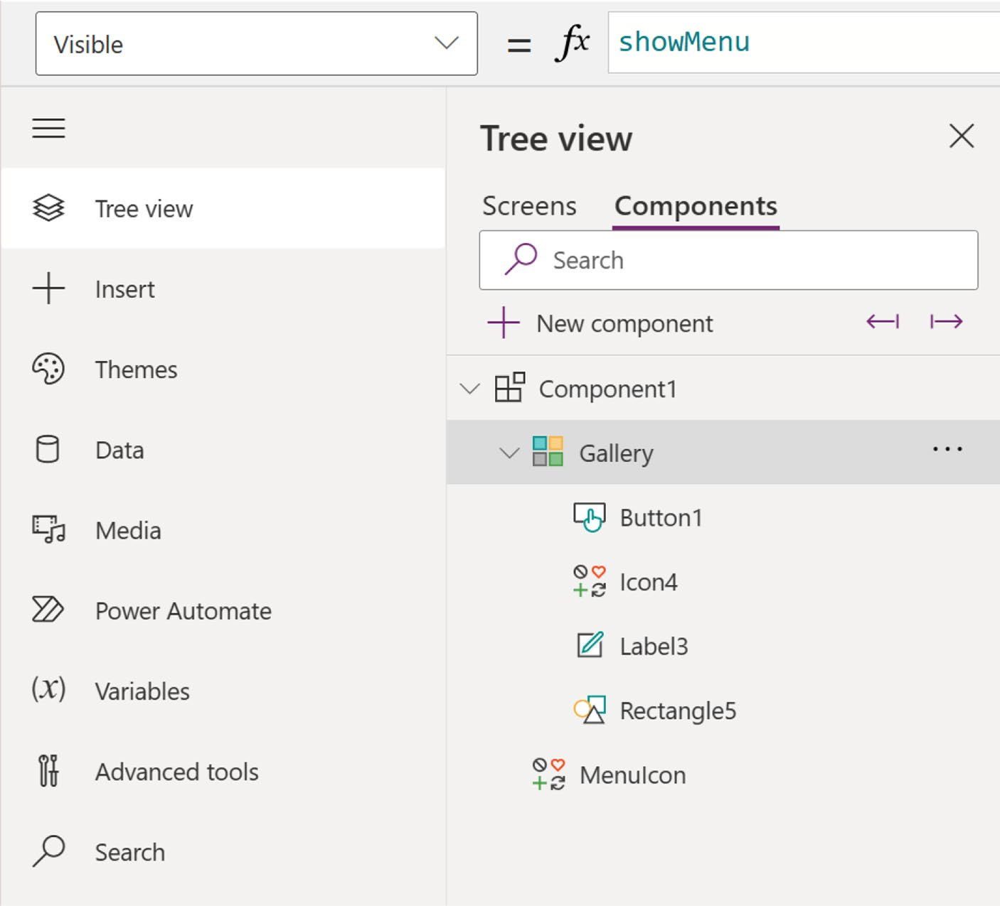 Visible
= fx showMenu
Tree view
Insert
Themes
Data
Media
Power Automate
(x) Variables
Advanced tools
Search
Tree view
Screens Components
Search
New component
Component1
Gallery
Button1
Icon4
Label3
Rectangle5
MenuIcon